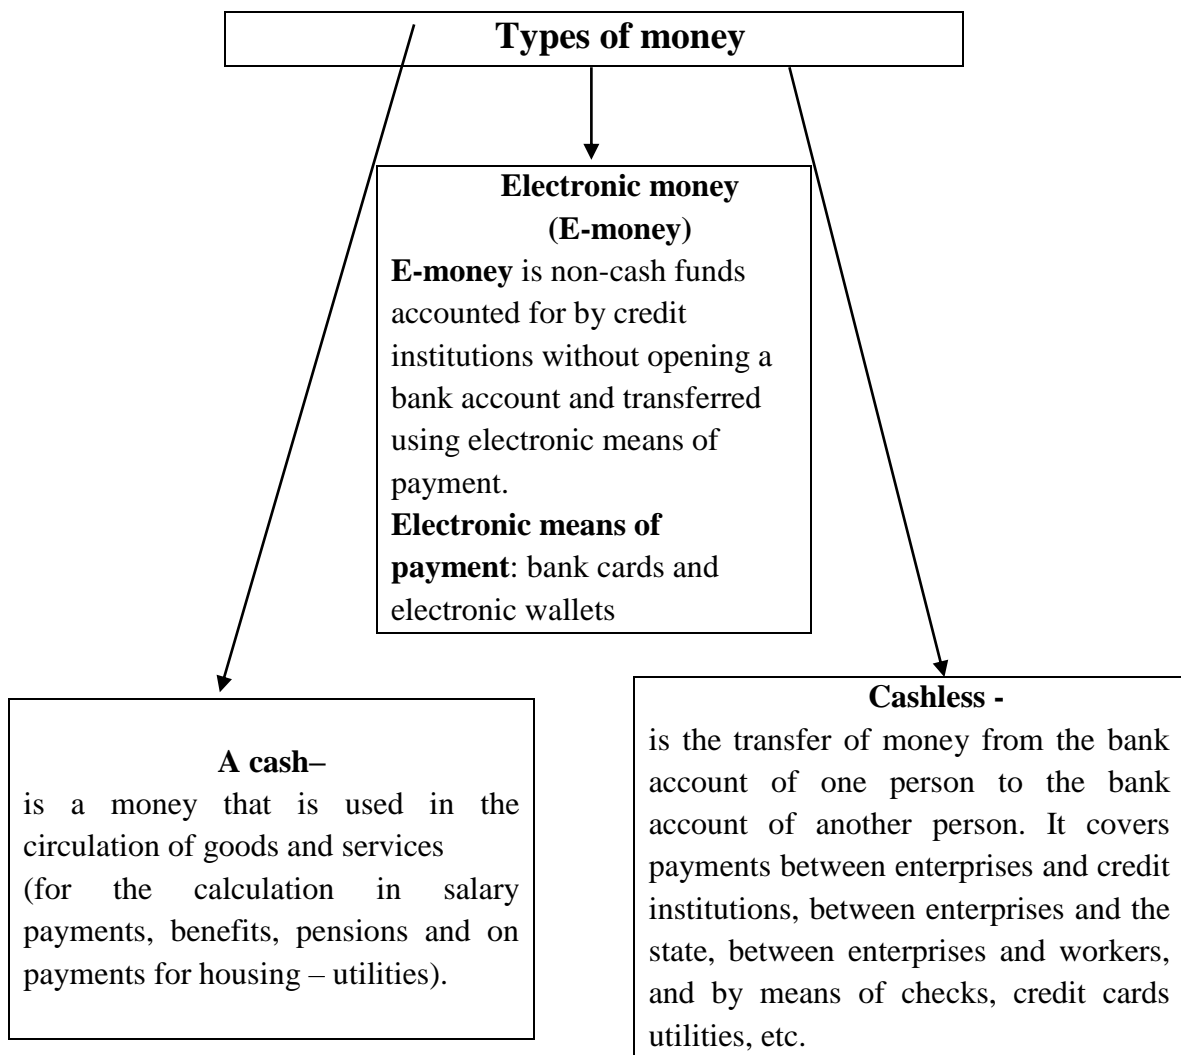 Types of money
Electronic money
(E-money)
E-money is non-cash funds
accounted for by credit
institutions without opening a
bank account and transferred
using electronic means of
payment.
Electronic means of
payment: bank cards and
electronic wallets
A cash–
is a money that is used in the
circulation of goods and services
(for the calculation in salary
payments, benefits, pensions and on
payments for housing – utilities).
Cashless -
is the transfer of money from the bank
account of one person to the bank
account of another person. It covers
payments between enterprises and credit
institutions, between enterprises and the
state, between enterprises and workers,
and by means of checks, credit cards
utilities, etc.